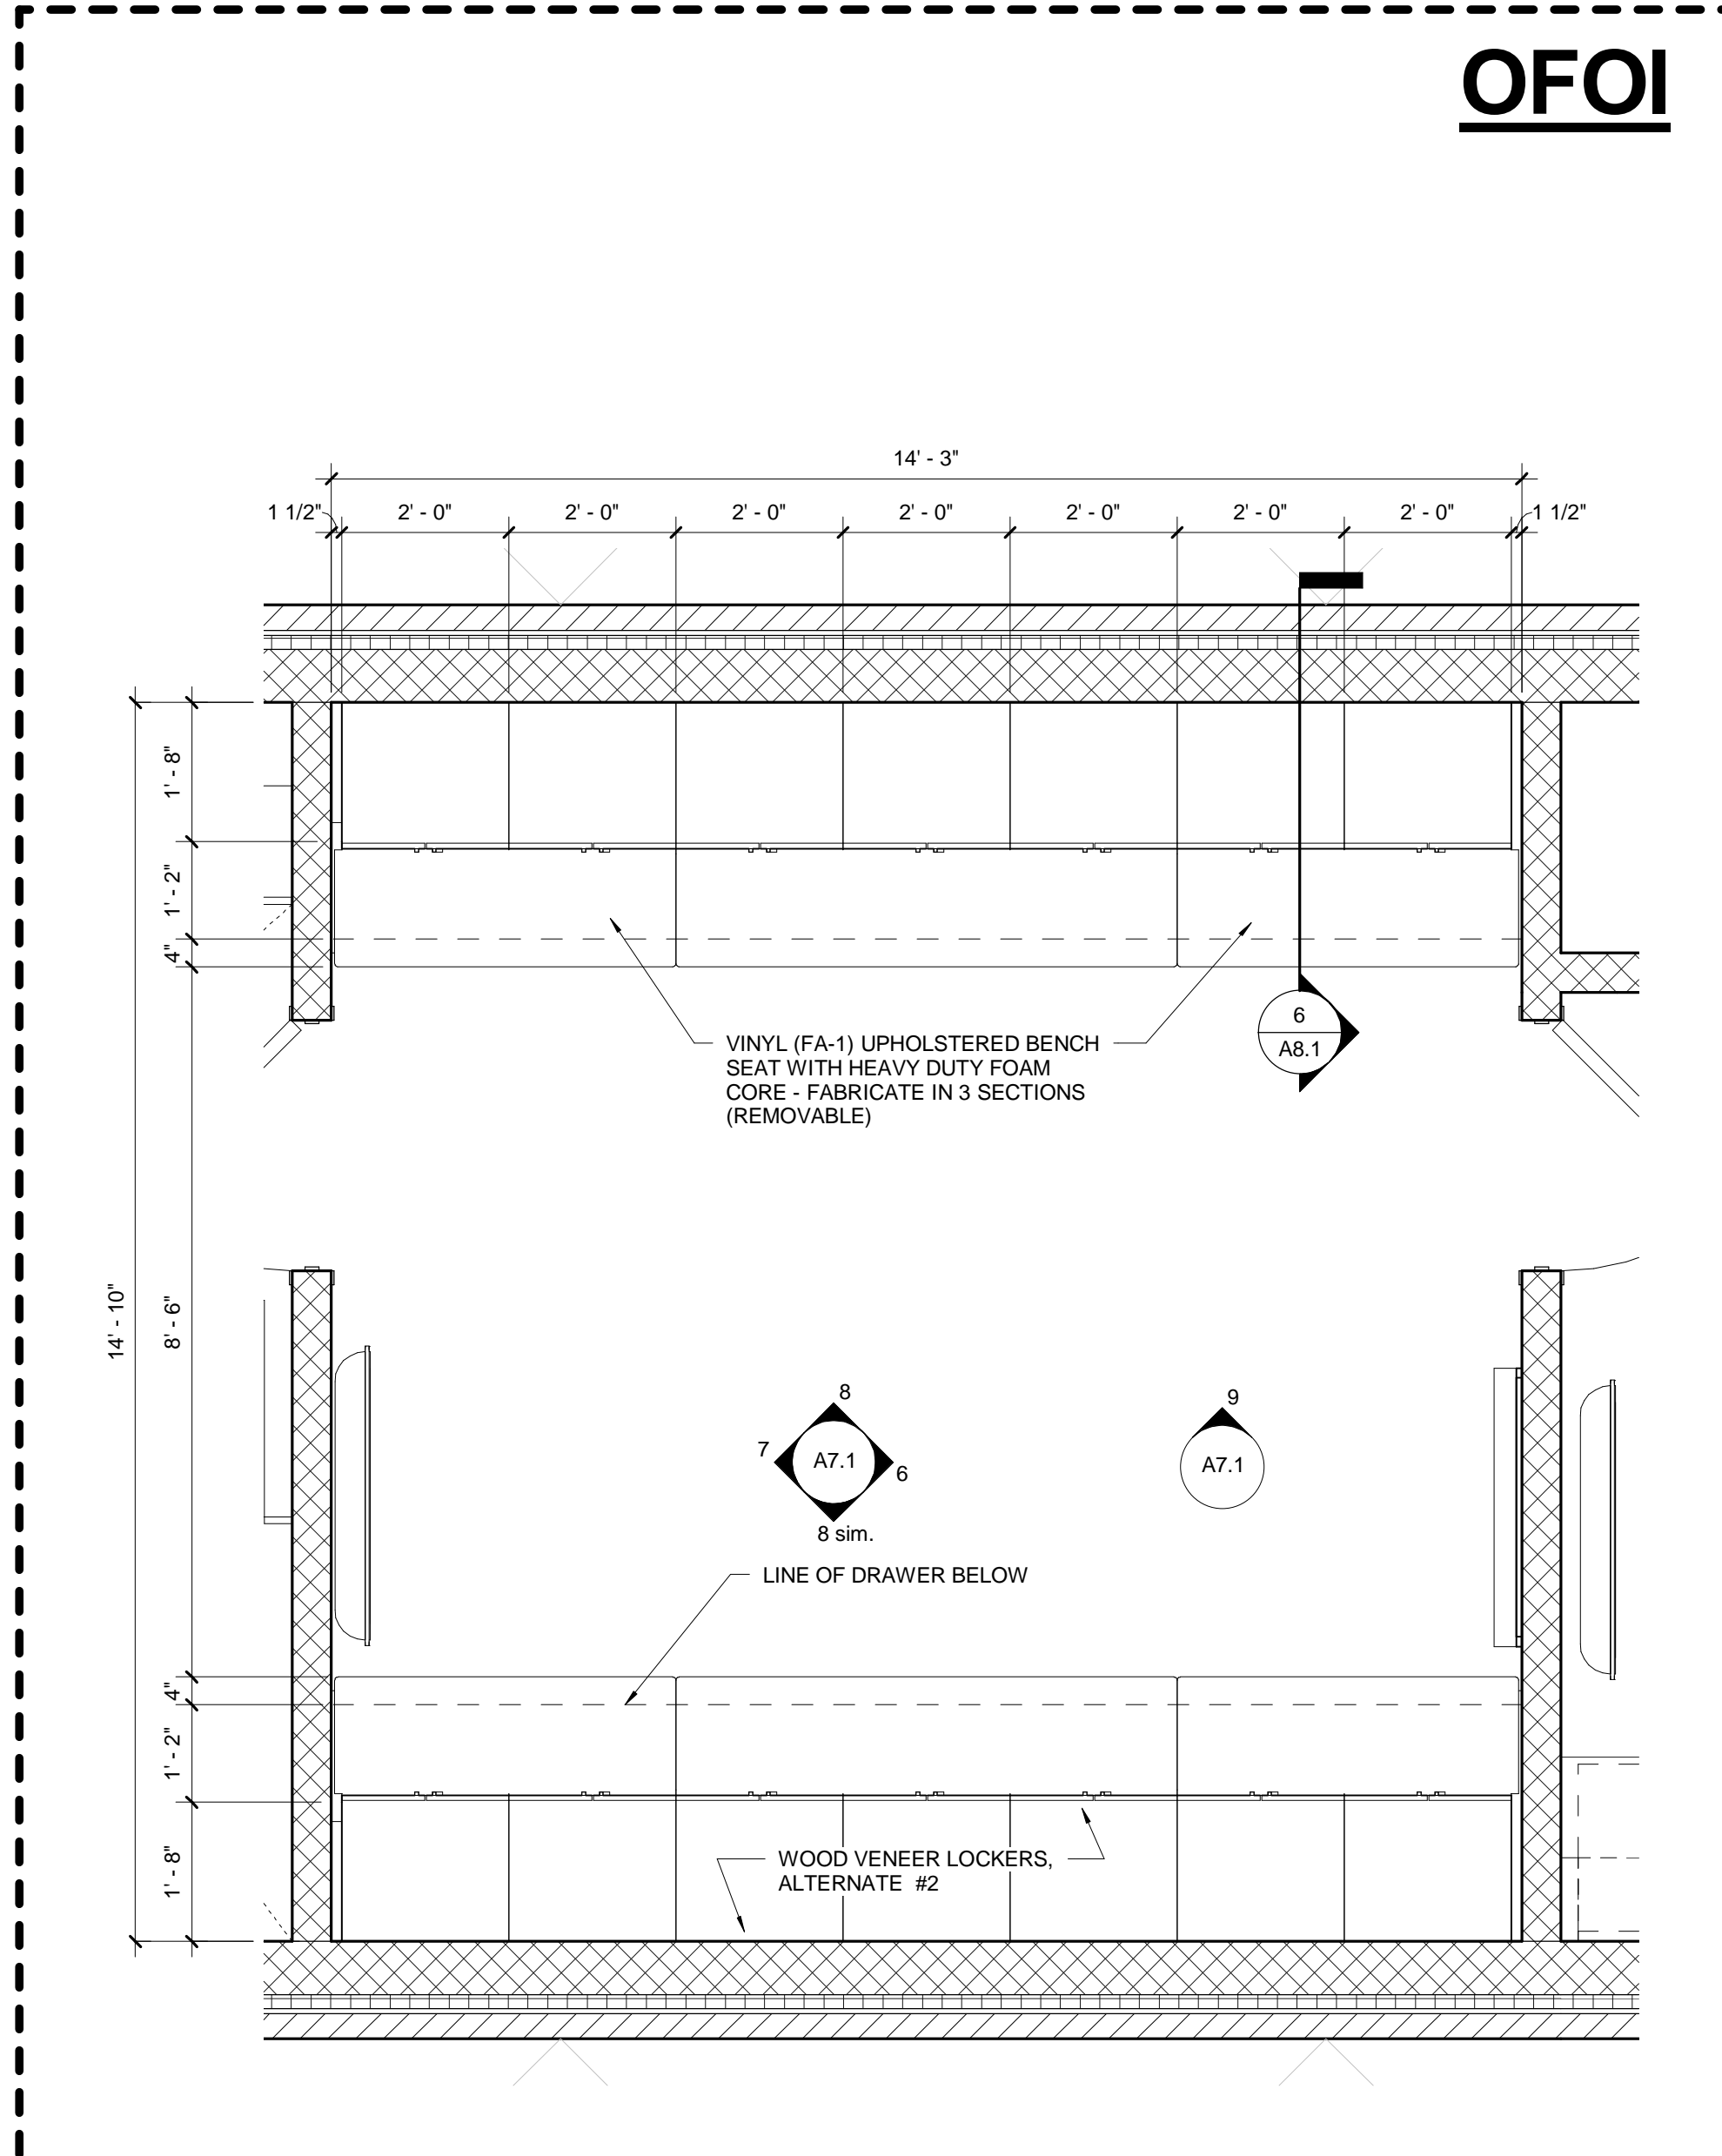 OFOI
14' - 3"
1 1/2" 2' - 0" 2' - 0" 2' - 0" 2' - 0" 2' - 0" 2' - 0" 2' - 0" 1 1/2"
1' - 8"
1' - 2"
4"
VINYL (FA-1) UPHOLSTERED BENCH
SEAT WITH HEAVY DUTY FOAM
CORE - FABRICATE IN 3 SECTIONS
(REMOVABLE)
6
A8.1
14' - 10"
8' - 6"
8
7
A7.1
6
8 sim.
9
A7.1
LINE OF DRAWER BELOW
4"
1' - 2"
1' - 8"
WOOD VENEER LOCKERS,
ALTERNATE #2